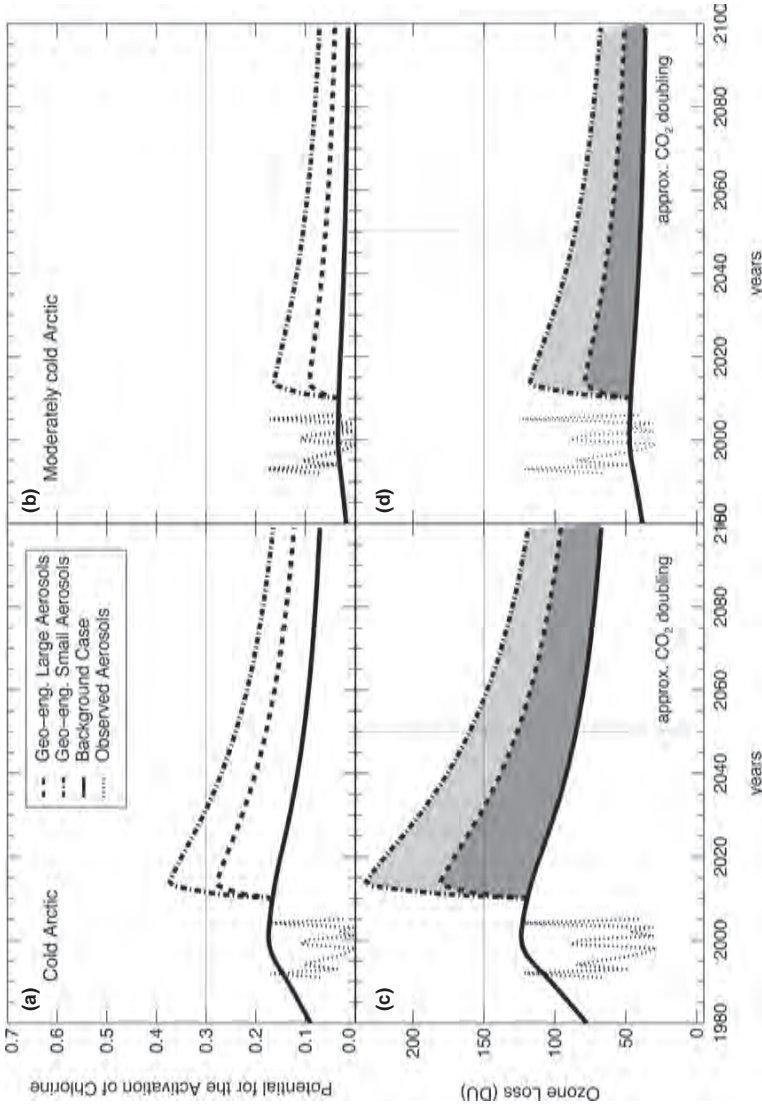 (a)
Cold Arctic
Geo-eng. Large Aerosols
Geo-eng. Small Aerosols
Background Case
Observed Aerosols
0.7
0.6
0.5
0.4
0.3
0.2
0.1
0.0
Potential for the Activation of Chlorine
(b)
Moderately cold Arctic
(c)
approx. CO₂ doubling
200
150
100
50
0
Ozone Loss (DU)
1980 2000 2020 2040 2060 2080
years
(d)
approx. CO₂ doubling
2000 2020 2040 2060 2080 2100
years